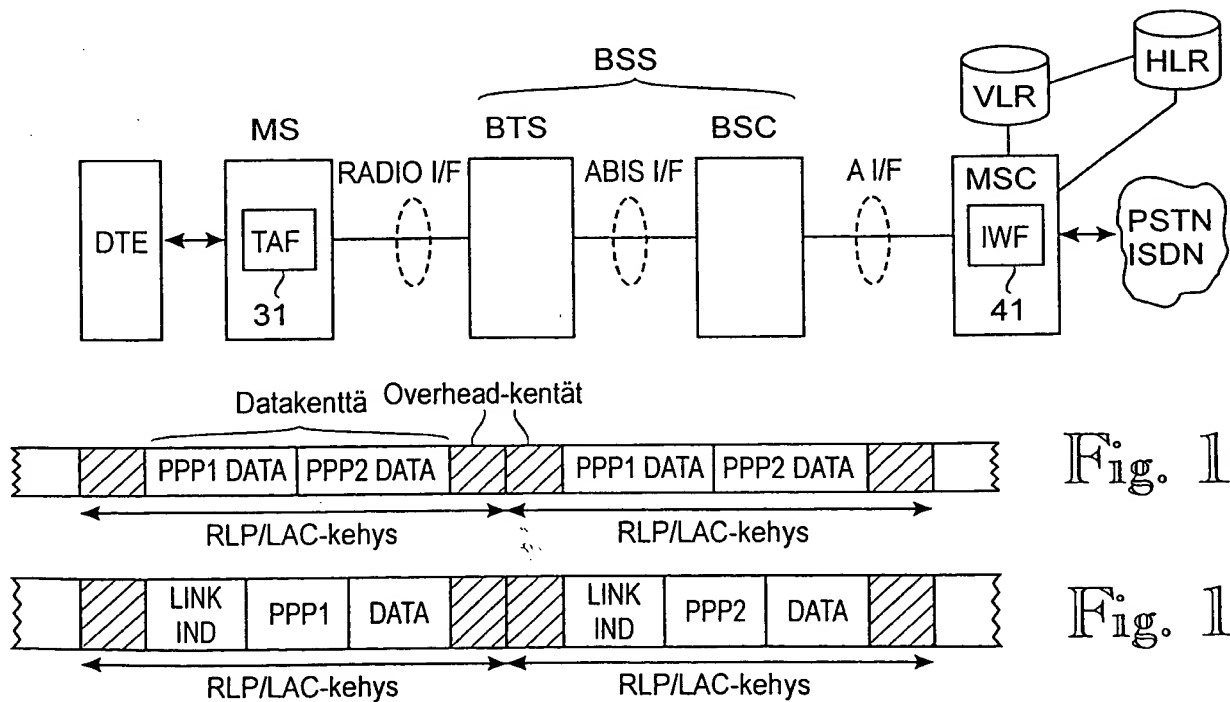 BSS
HLR
VLR
MS
BTS
BSC
RADIO I/F
ABIS I/F
A I/F
MSC
DTE
TAF
IWF
PSTN
ISDN
31
41
Datakenttä
Overhead-kentät
PPP1 DATA
PPP2 DATA
PPP1 DATA
PPP2 DATA
Fig. 1
RLP/LAC-kehys
RLP/LAC-kehys
LINK
IND
PPP1
DATA
LINK
IND
PPP2
DATA
Fig. 1
RLP/LAC-kehys
RLP/LAC-kehys